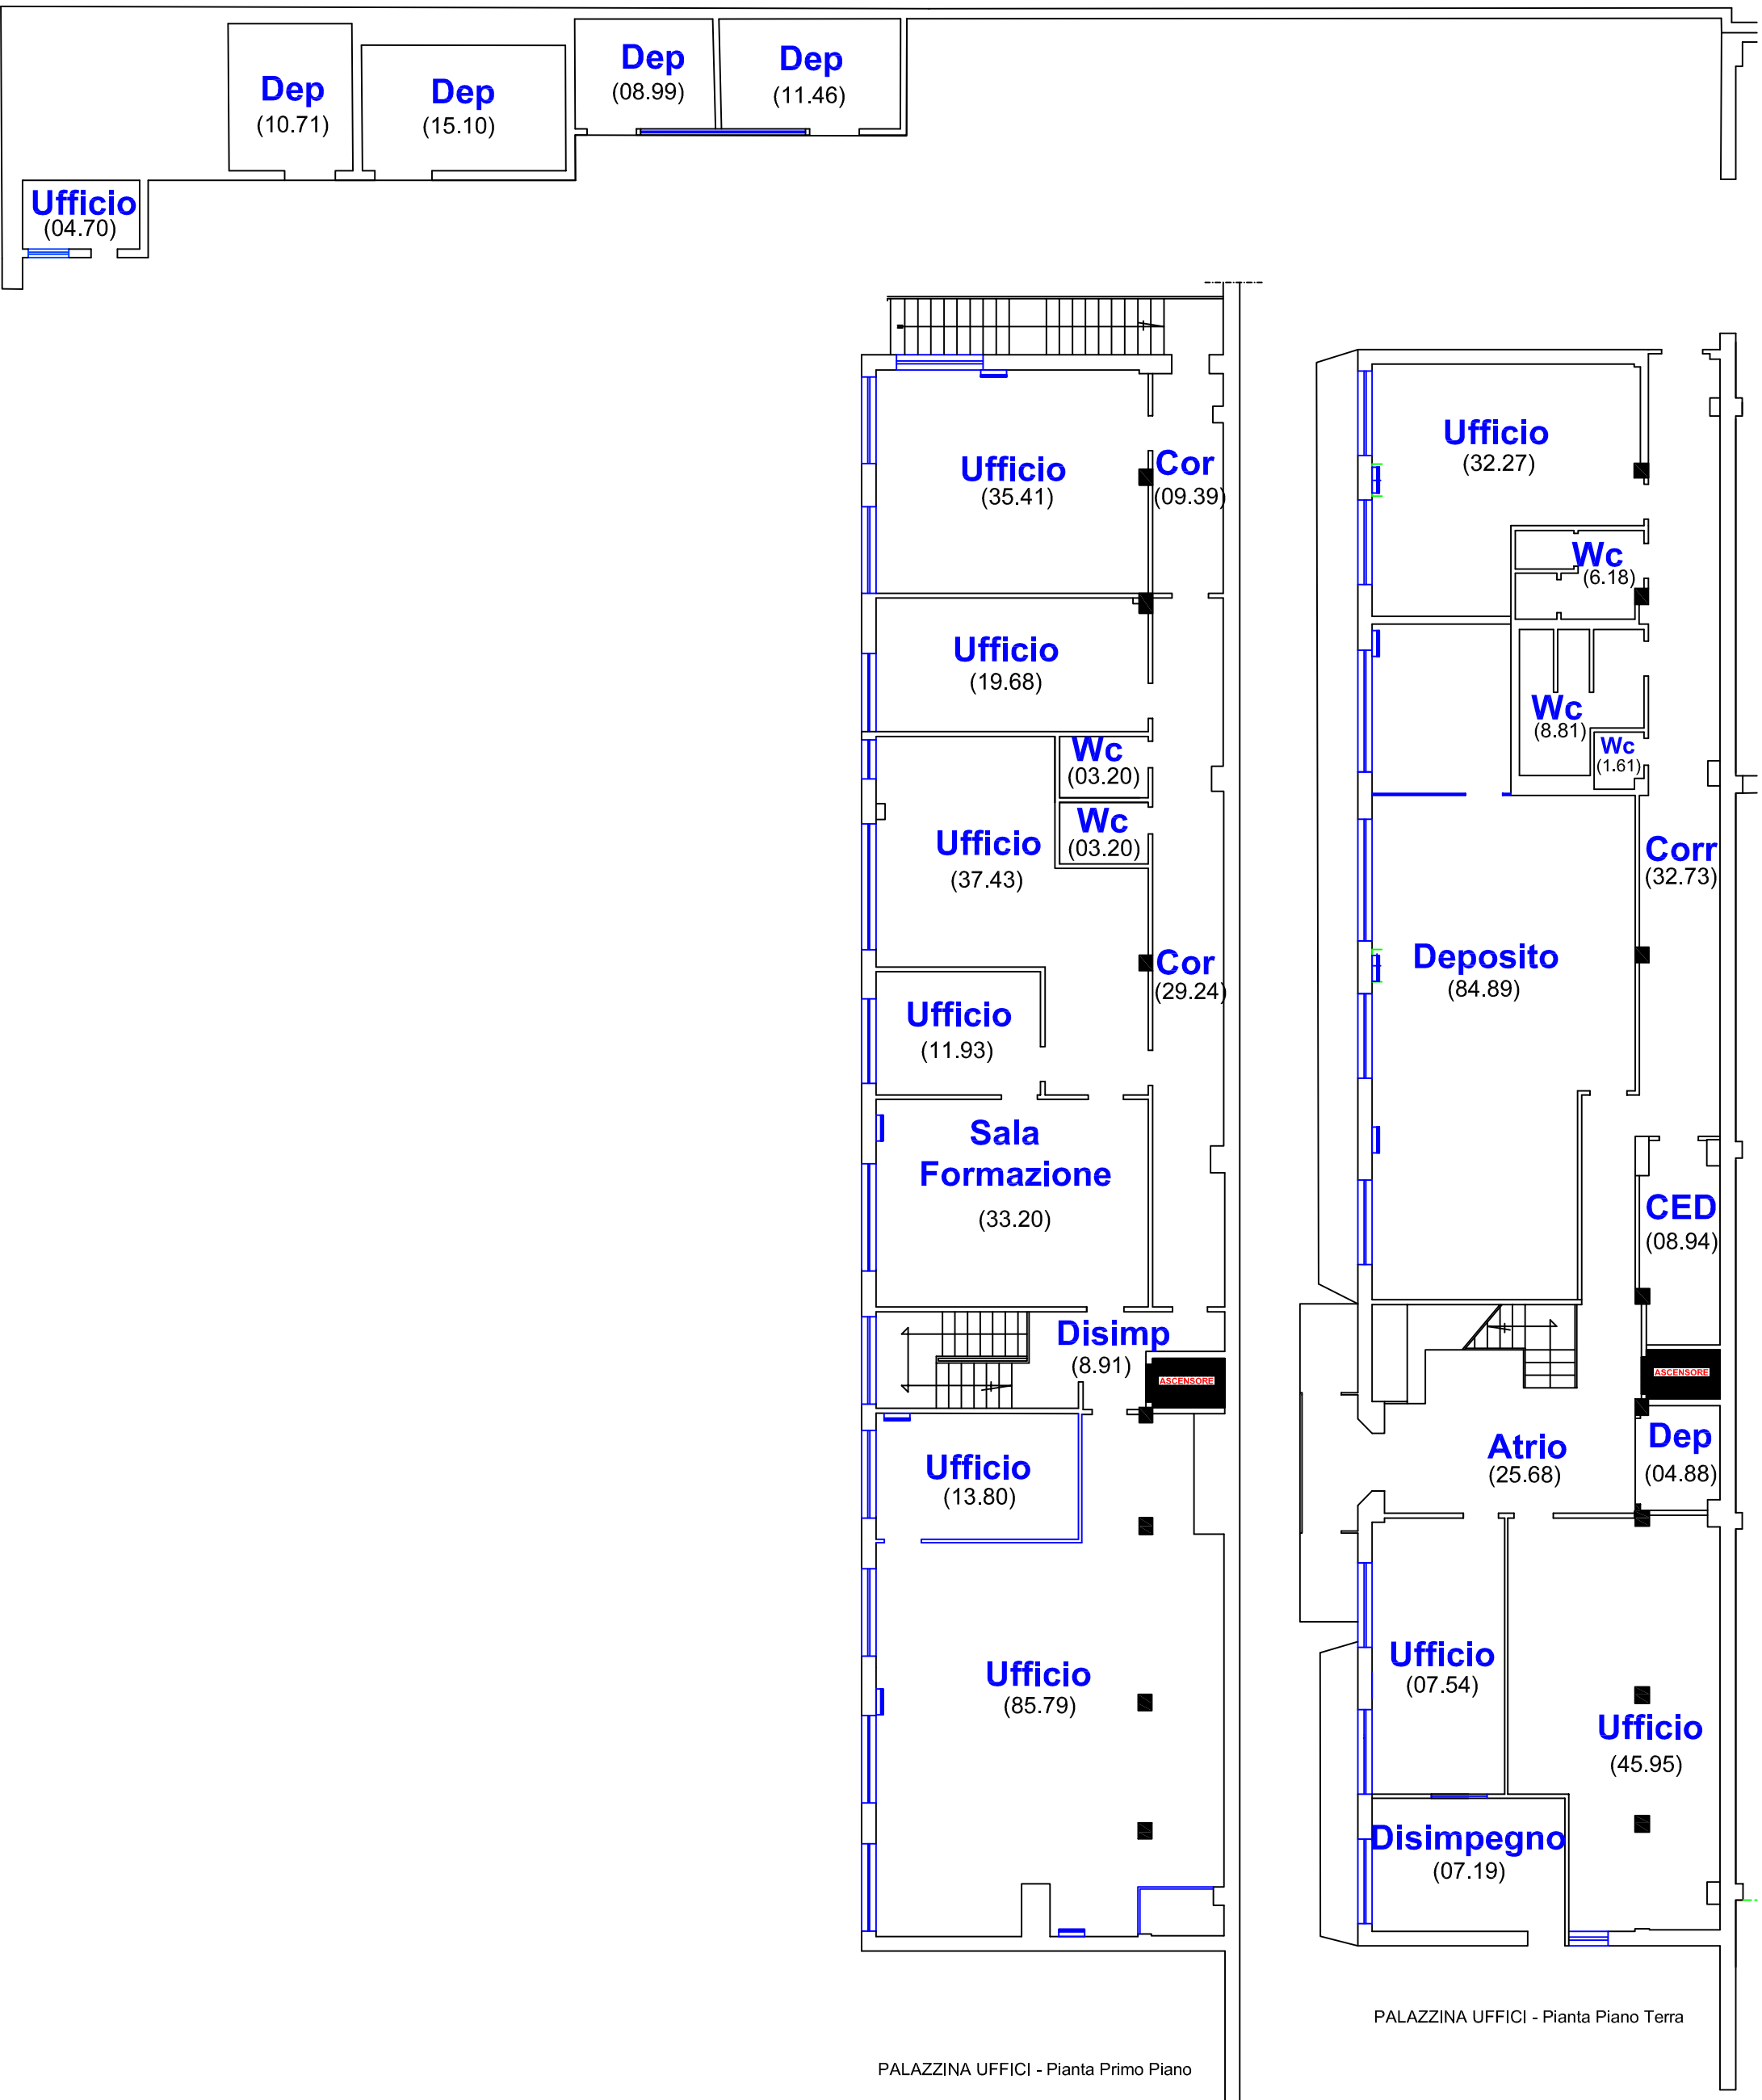 Dep
(10.71)
Dep
(15.10)
Dep
(08.99)
Dep
(11.46)
Ufficio
(04.70)
Ufficio
(35.41)
Cor
(09.39)
Ufficio
(19.68)
Wc
(03.20)
Wc
(03.20)
Ufficio
(37.43)
Cor
(29.24)
Ufficio
(11.93)
Sala
Formazione
(33.20)
Disimp
(8.91)
ASCENSORE
Ufficio
(13.80)
Ufficio
(85.79)
PALAZZINA UFFICI - Pianta Primo Piano
Ufficio
(32.27)
Wc
(6.18)
Wc
(8.81)
Wc
(1.61)
Corr
(32.73)
Deposito
(84.89)
CED
(08.94)
ASCENSORE
Atrio
(25.68)
Dep
(04.88)
Ufficio
(07.54)
Ufficio
(45.95)
Disimpegno
(07.19)
PALAZZINA UFFICI - Pianta Piano Terra